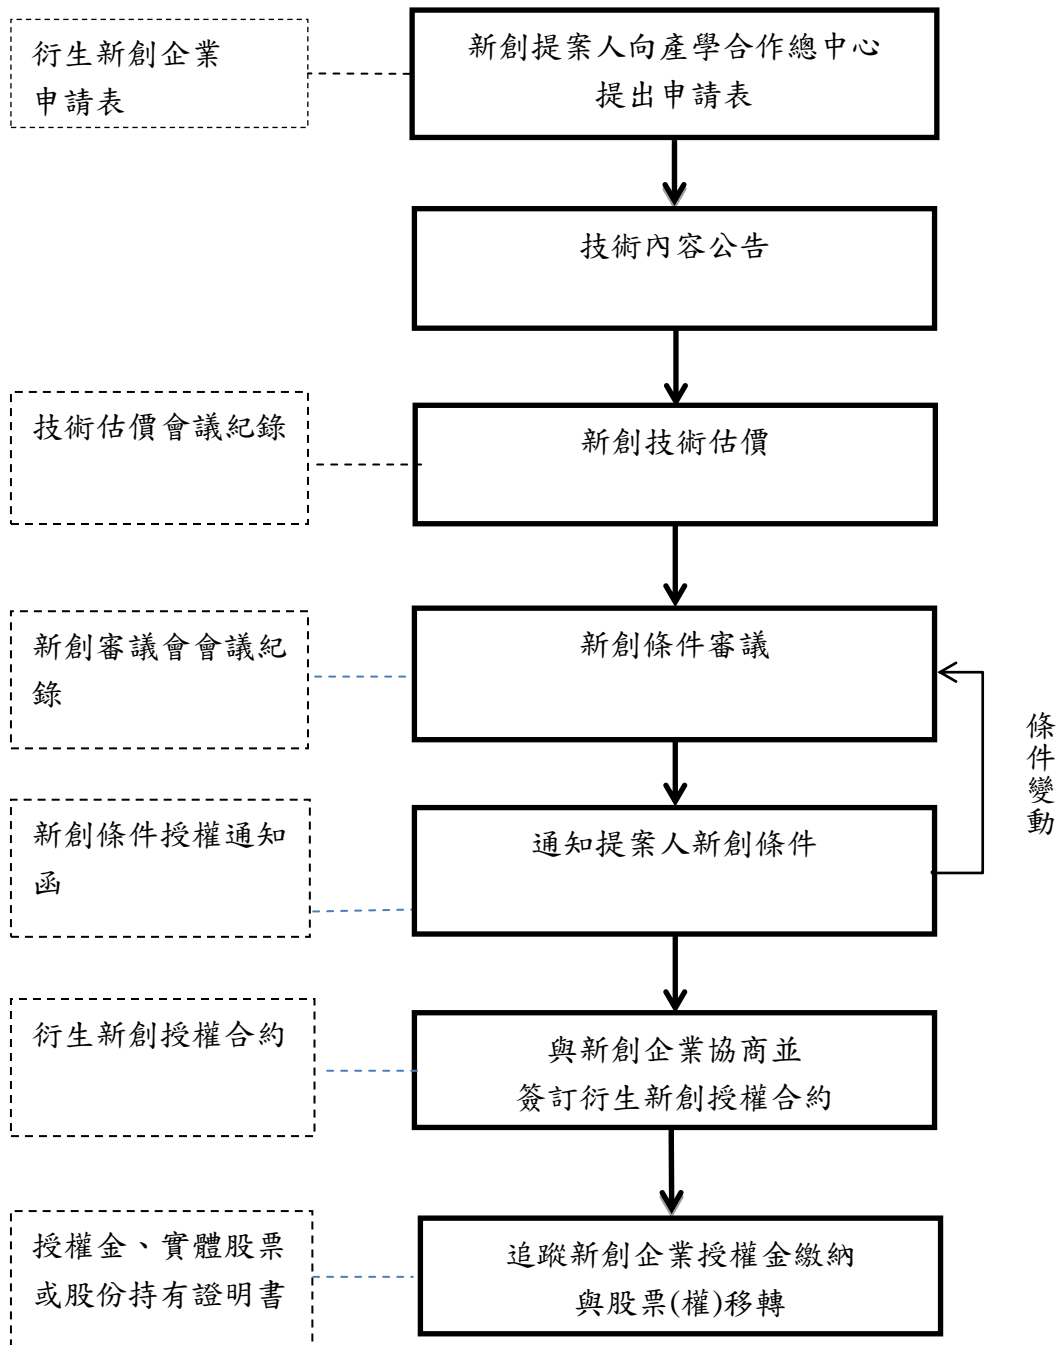 衍生新創企業
申請表
新創提案人向產學合作總中心
提出申請表
技術內容公告
技術估價會議紀錄
新創技術估價
新創審議會會議紀
錄
新創條件審議
條件變動
新創條件授權通知
函
通知提案人新創條件
衍生新創授權合約
與新創企業協商並
簽訂衍生新創授權合約
授權金、實體股票
或股份持有證明書
追蹤新創企業授權金繳納
與股票(權)移轉